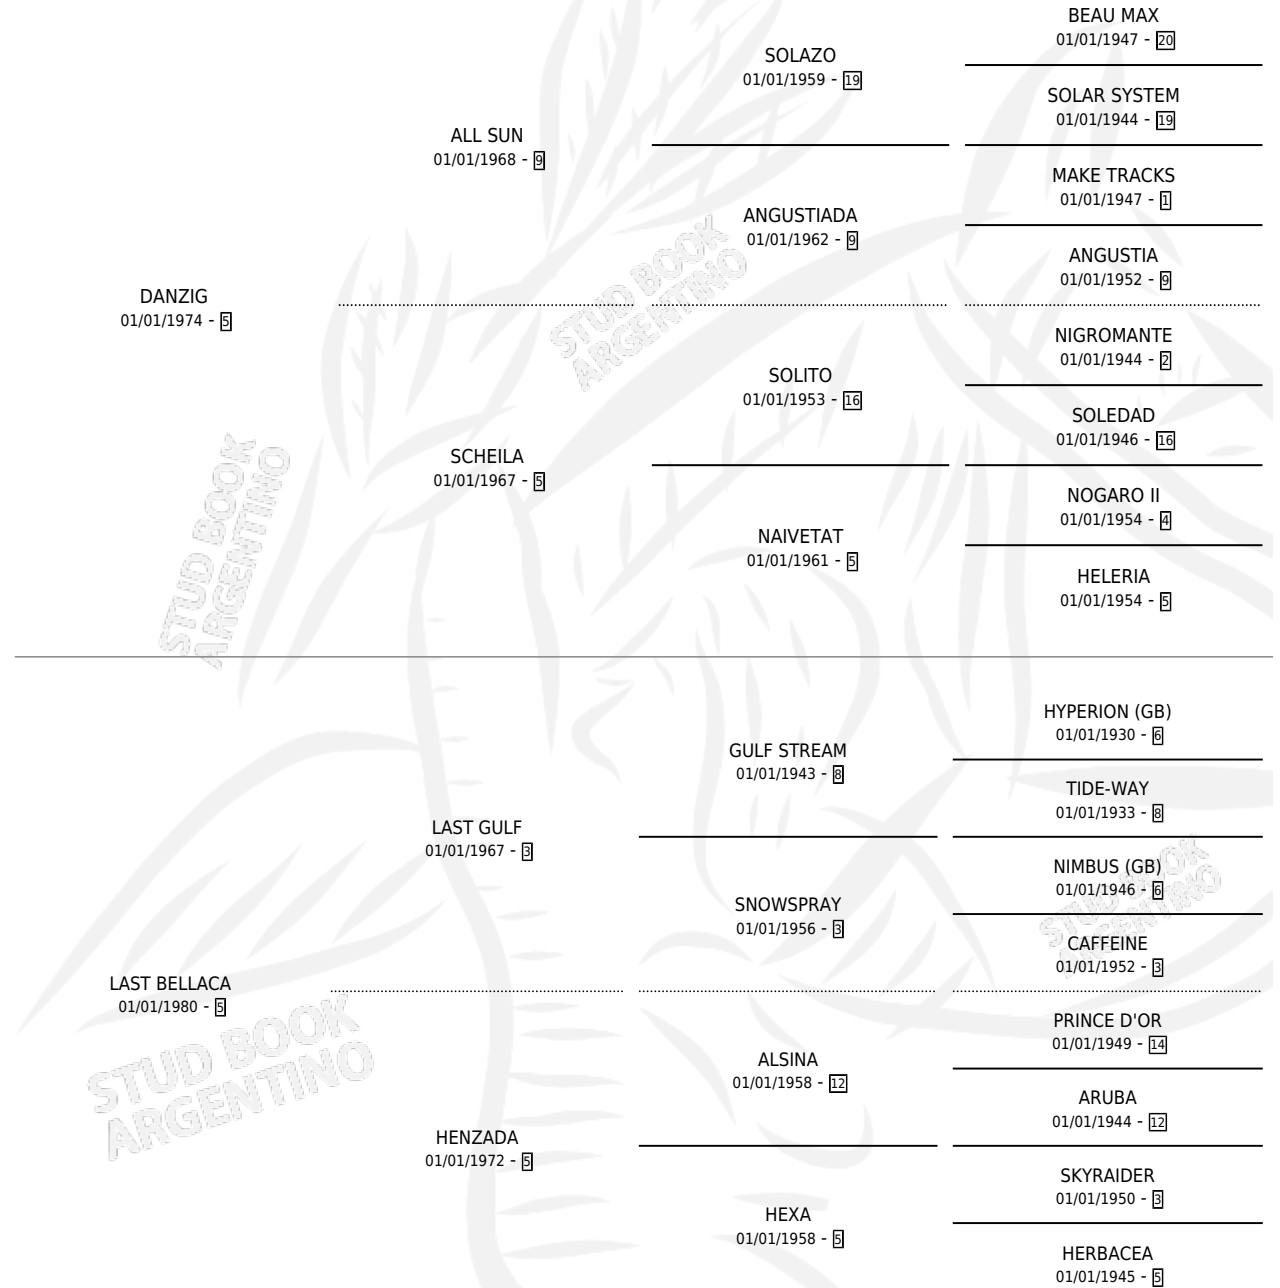 BEAU MAX
01/01/1947 - 20
SOLAZO
01/01/1959 - 19
SOLAR SYSTEM
01/01/1944 - 19
ALL SUN
01/01/1968 - 9
MAKE TRACKS
01/01/1947 - 1
ANGUSTIADA
01/01/1962 - 9
ANGUSTIA
01/01/1952 - 9
DANZIG
01/01/1974 - 5
NIGROMANTE
01/01/1944 - 2
SOLITO
01/01/1953 - 16
SOLEDAD
01/01/1946 - 16
SCHEILA
01/01/1967 - 5
NOGARO II
01/01/1954 - 4
NAIVETAT
01/01/1961 - 5
HELERIA
01/01/1954 - 5
HYPERION (GB)
01/01/1930 - 6
GULF STREAM
01/01/1943 - 8
TIDE-WAY
01/01/1933 - 8
LAST GULF
01/01/1967 - 3
NIMBUS (GB)
01/01/1946 - 6
SNOWSPRAY
01/01/1956 - 3
CAFFEINE
01/01/1952 - 3
LAST BELLACA
01/01/1980 - 5
PRINCE D'OR
01/01/1949 - 14
ALSINA
01/01/1958 - 12
ARUBA
01/01/1944 - 12
HENZADA
01/01/1972 - 5
SKYRAIDER
01/01/1950 - 3
HEXA
01/01/1958 - 5
HERBACEA
01/01/1945 - 5
STUD BOOK
ARGENTINO
STUD BOOK
ARGENTINO
STUD BOOK
ARGENTINO
STUD BOOK
ARGENTINO